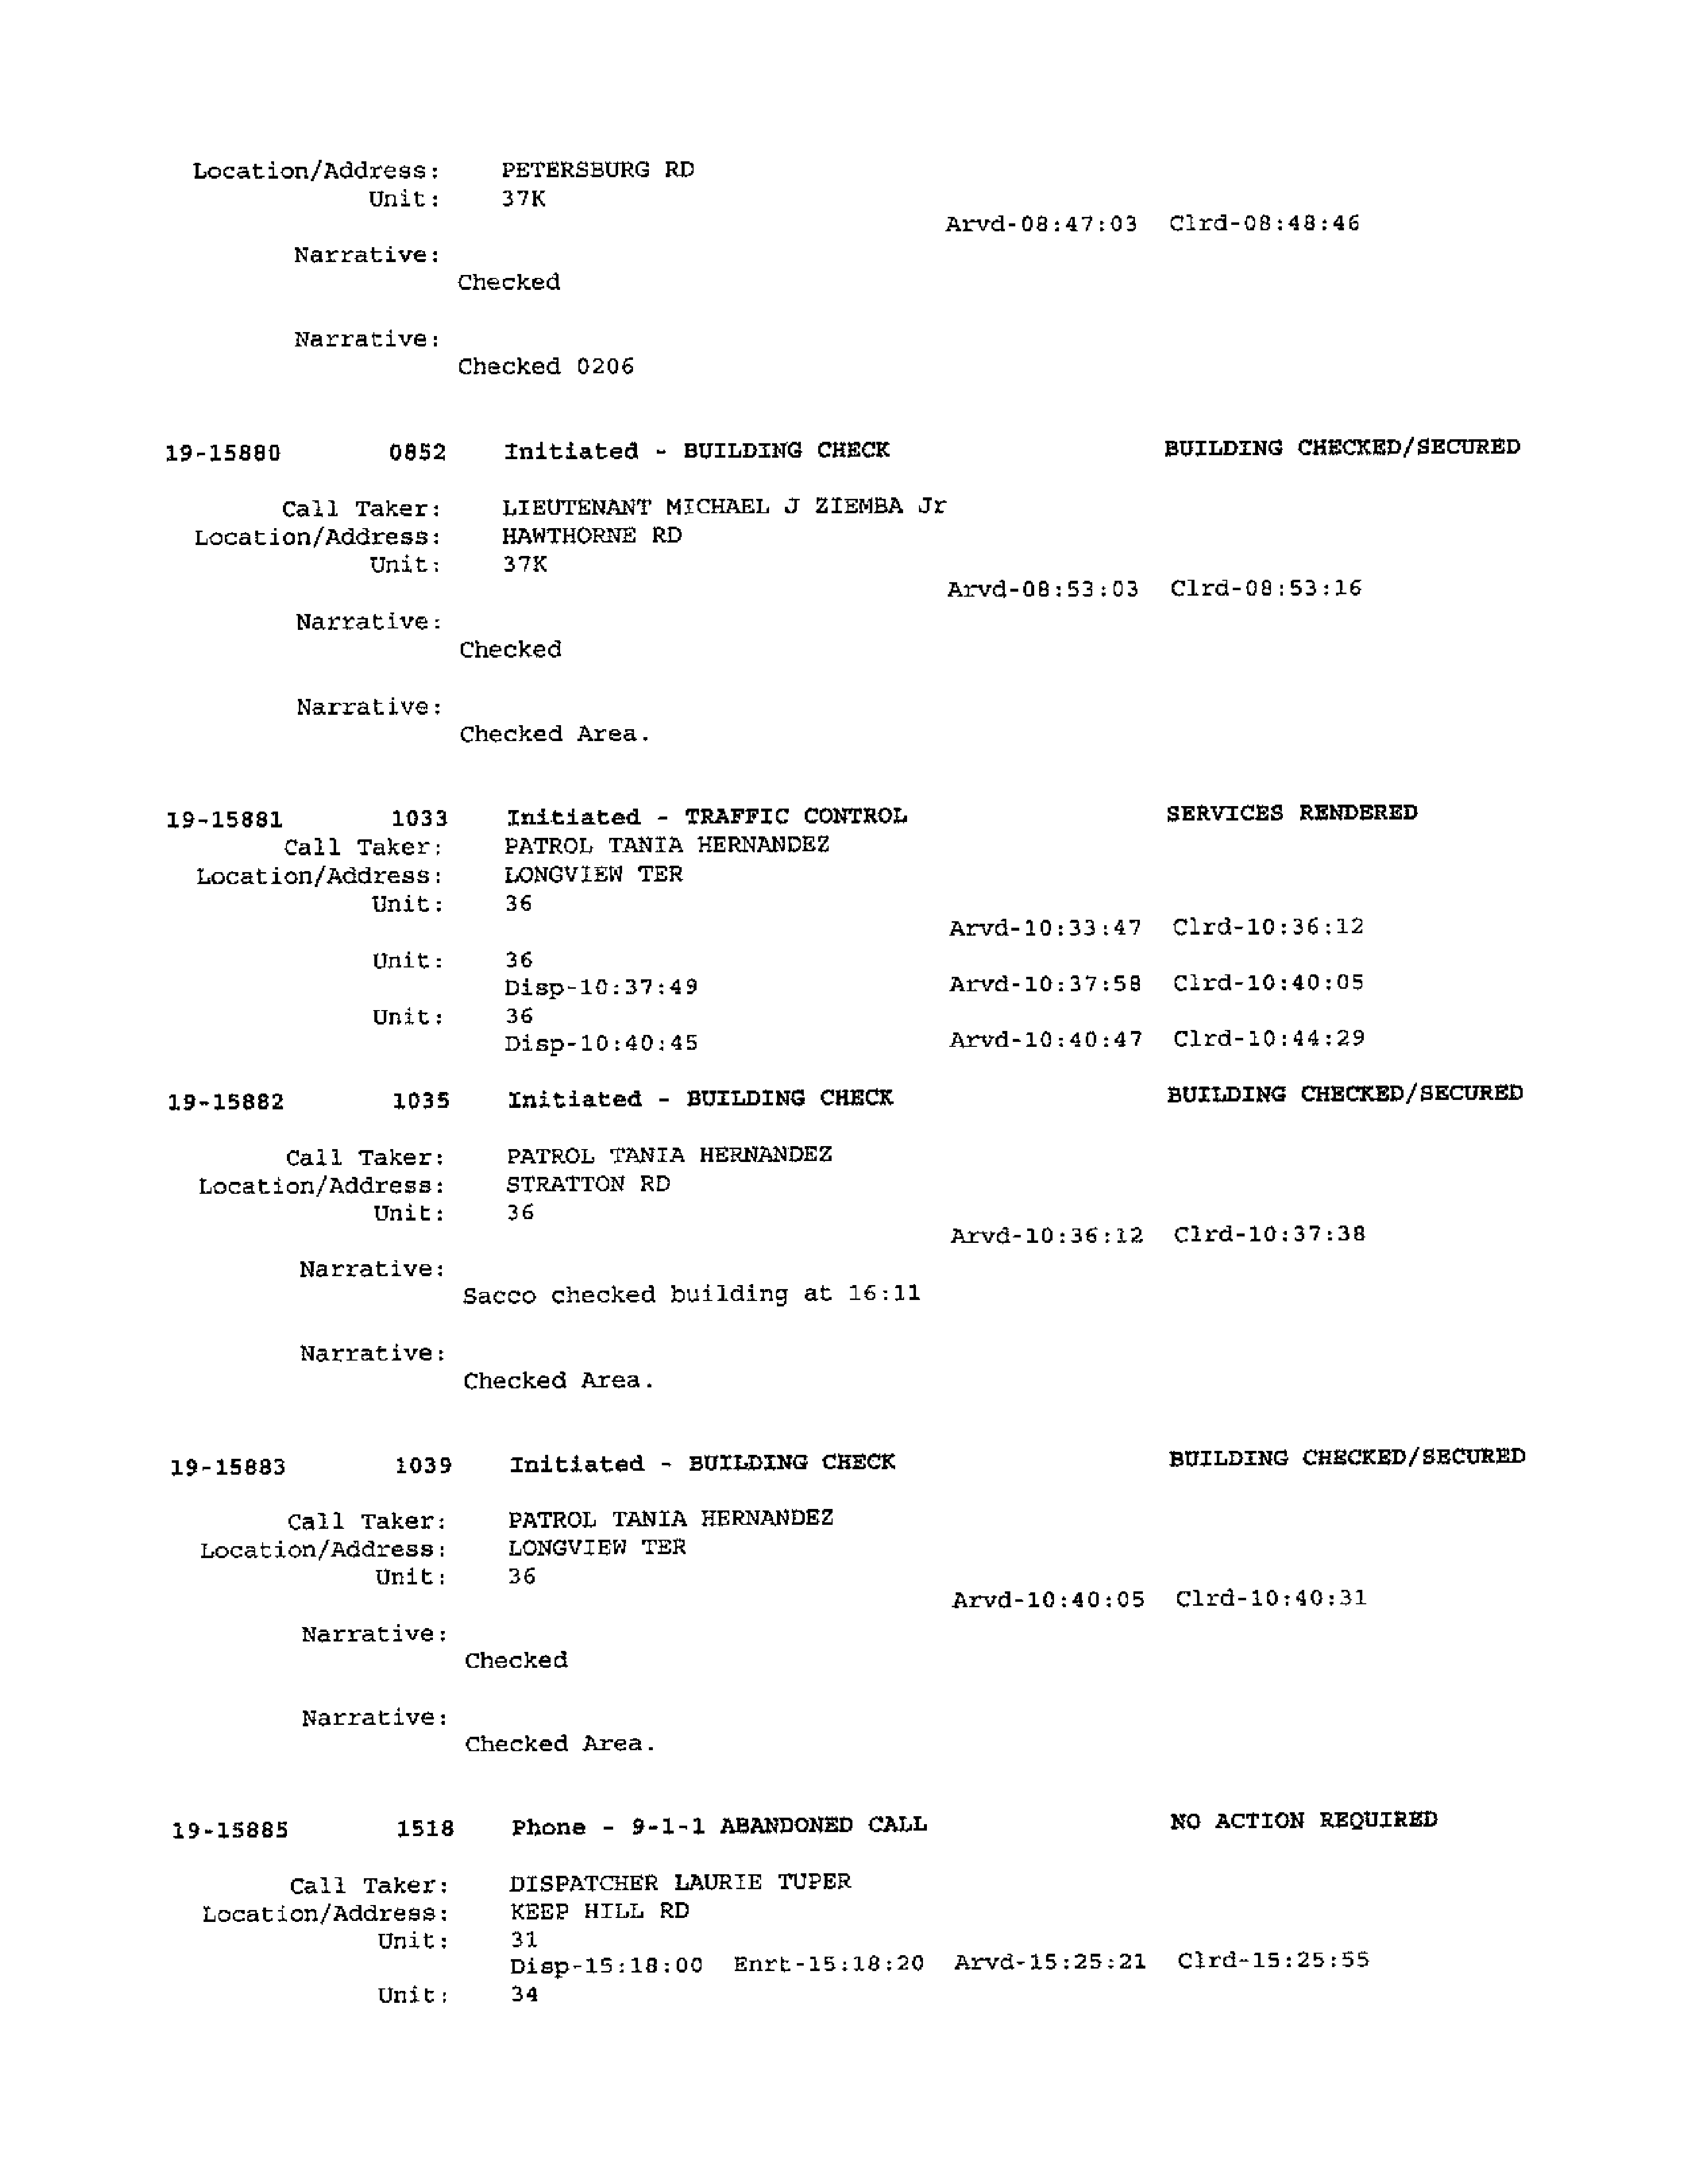 Location/Address: PETERSBURG RD
Unit: 37K
Arvd-08:47:03 Clrd-08:48:46
Narrative:
Checked
Narrative:
Checked 0206
19-15880 0852 Initiated - BUILDING CHECK BUILDING CHECKED/SECURED
Call Taker: LIEUTENANT MICHAEL J ZIEMBA Jr
Location/Address: HAWTHORNE RD
Unit: 37K
Arvd-08:53:03 Clrd-08:53:16
Narrative:
Checked
Narrative:
Checked Area.
19-15881 1033 Initiated - TRAFFIC CONTROL SERVICES RENDERED
Call Taker: PATROL TANIA HERNANDEZ
Location/Address: LONGVIEW TER
Unit: 36
Arvd-10:33:47 Clrd-10:36:12
Unit: 36
Disp-10:37:49 Arvd-10:37:58 Clrd-10:40:05
Unit: 36
Disp-10:40:45 Arvd-10:40:47 Clrd-10:44:29
19-15882 1035 Initiated - BUILDING CHECK BUILDING CHECKED/SECURED
Call Taker: PATROL TANIA HERNANDEZ
Location/Address: STRATTON RD
Unit: 36
Arvd-10:36:12 Clrd-10:37:38
Narrative:
Sacco checked building at 16:11
Narrative:
Checked Area.
19-15883 1039 Initiated - BUILDING CHECK BUILDING CHECKED/SECURED
Call Taker: PATROL TANIA HERNANDEZ
Location/Address: LONGVIEW TER
Unit: 36
Arvd-10:40:05 Clrd-10:40:31
Narrative:
Checked
Narrative:
Checked Area.
19-15885 1518 Phone - 9-1-1 ABANDONED CALL NO ACTION REQUIRED
Call Taker: DISPATCHER LAURIE TUPER
Location/Address: KEEP HILL RD
Unit: 31
Disp-15:18:00 Enrt-15:18:20 Arvd-15:25:21 Clrd-15:25:55
Unit: 34